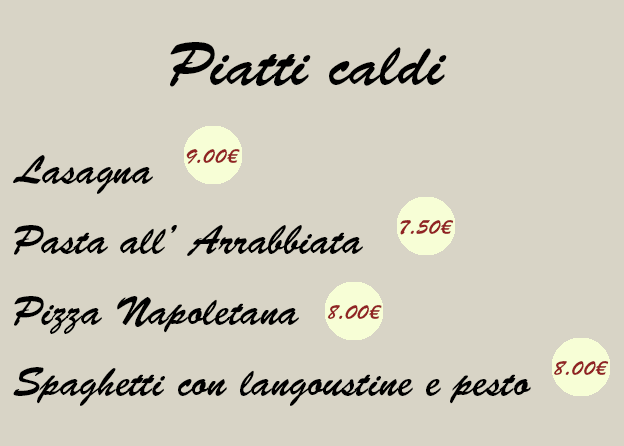 Piatti caldi
Lasagna 9.00€
Pasta all' Arrabbiata 7.50€
Pizza Napoletana 8.00€
Spaghetti con langoustine e pesto 8.00€